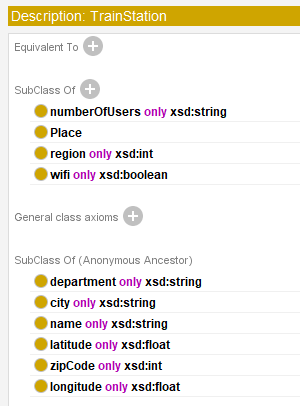 Description: TrainStation
Equivalent To
SubClass Of
numberOfUsers only xsd:string
Place
region only xsd:int
wifi only xsd:boolean
General class axioms
SubClass Of (Anonymous Ancestor)
department only xsd:string
city only xsd:string
name only xsd:string
latitude only xsd:float
zipCode only xsd:int
longitude only xsd:float